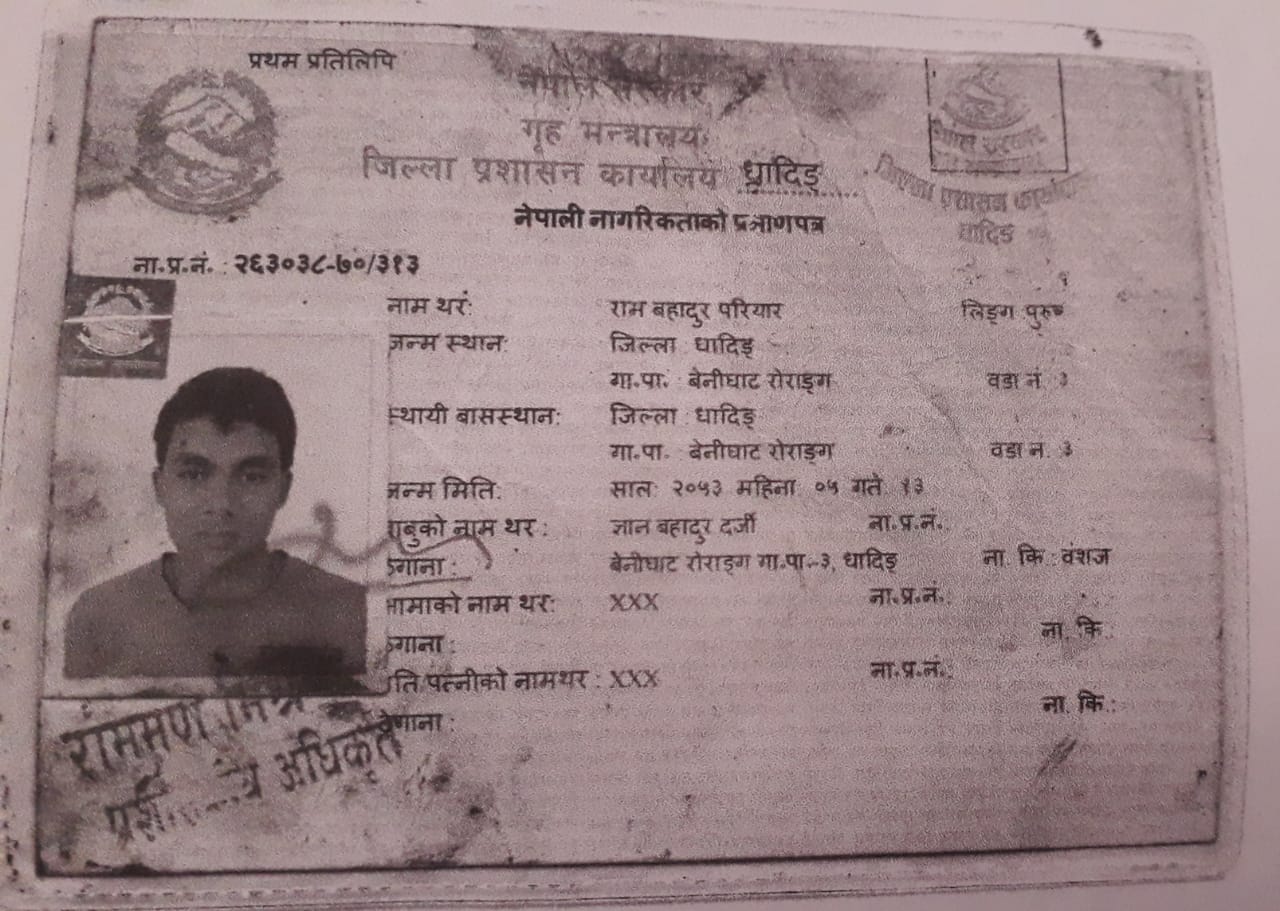 प्रथम प्रतिलिपि
नेपाल सरकार
गृह मन्त्रालय
जिल्ला प्रशासन कार्यालय धादिङ्ग
नेपाली नागरिकताको प्रमाणपत्र
नेपाल सरकार
जिल्ला प्रशासन कार्यालय
धादिङ
ना.प्र.नं. : २६३०३८-७०/३१३
नाम थर: राम बहादुर परियार लिङ्ग पुरुष
जन्म स्थान: जिल्ला धादिङ्ग
गा.पा. बेनीघाट रोराङ्ग वडा नं. ३
स्थायी बासस्थान: जिल्ला धादिङ्ग
गा.पा. बेनीघाट रोराङ्ग वडा नं. ३
जन्म मिति: साल: २०५३ महिना: ०५ गते: १३
बाबुको नाम थर : ज्ञान बहादुर दर्जी ना.प्र.नं.
ठेगाना : बेनीघाट रोराङ्ग गा.पा.-३, धादिङ्ग ना. कि : वंशज
आमाको नाम थर: XXX ना.प्र.नं. :
ठेगाना : ना. कि
पति पत्नीको नामथर : XXX ना.प्र.नं. :
ठेगाना : ना. कि.:
राममणि मिश्र
अधिकृत